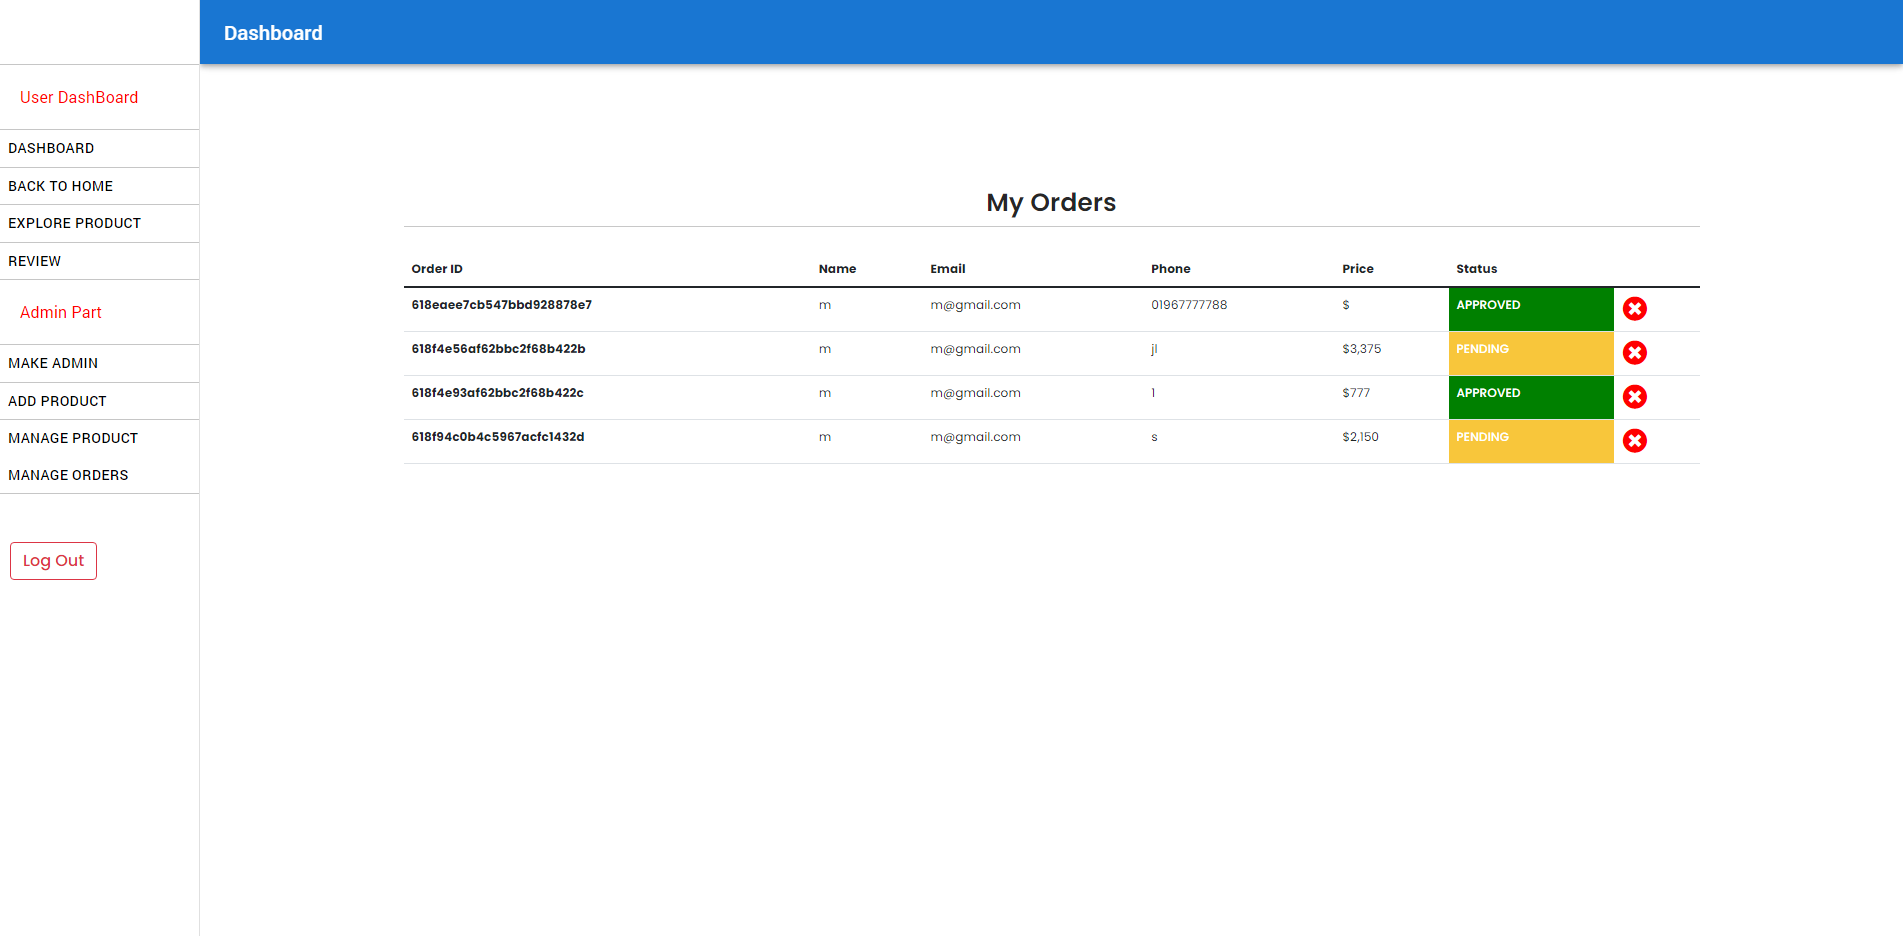 Dashboard
User DashBoard
DASHBOARD
BACK TO HOME
EXPLORE PRODUCT
REVIEW
Admin Part
MAKE ADMIN
ADD PRODUCT
MANAGE PRODUCT
MANAGE ORDERS
Log Out
My Orders
Order ID Name Email Phone Price Status
618eaee7cb547bbd928878e7 m m@gmail.com 01967777788 $ APPROVED
618f4e56af62bbc2f68b422b m m@gmail.com jl $3,375 PENDING
618f4e93af62bbc2f68b422c m m@gmail.com l $777 APPROVED
618f94c0b4c5967acfc1432d m m@gmail.com s $2,150 PENDING